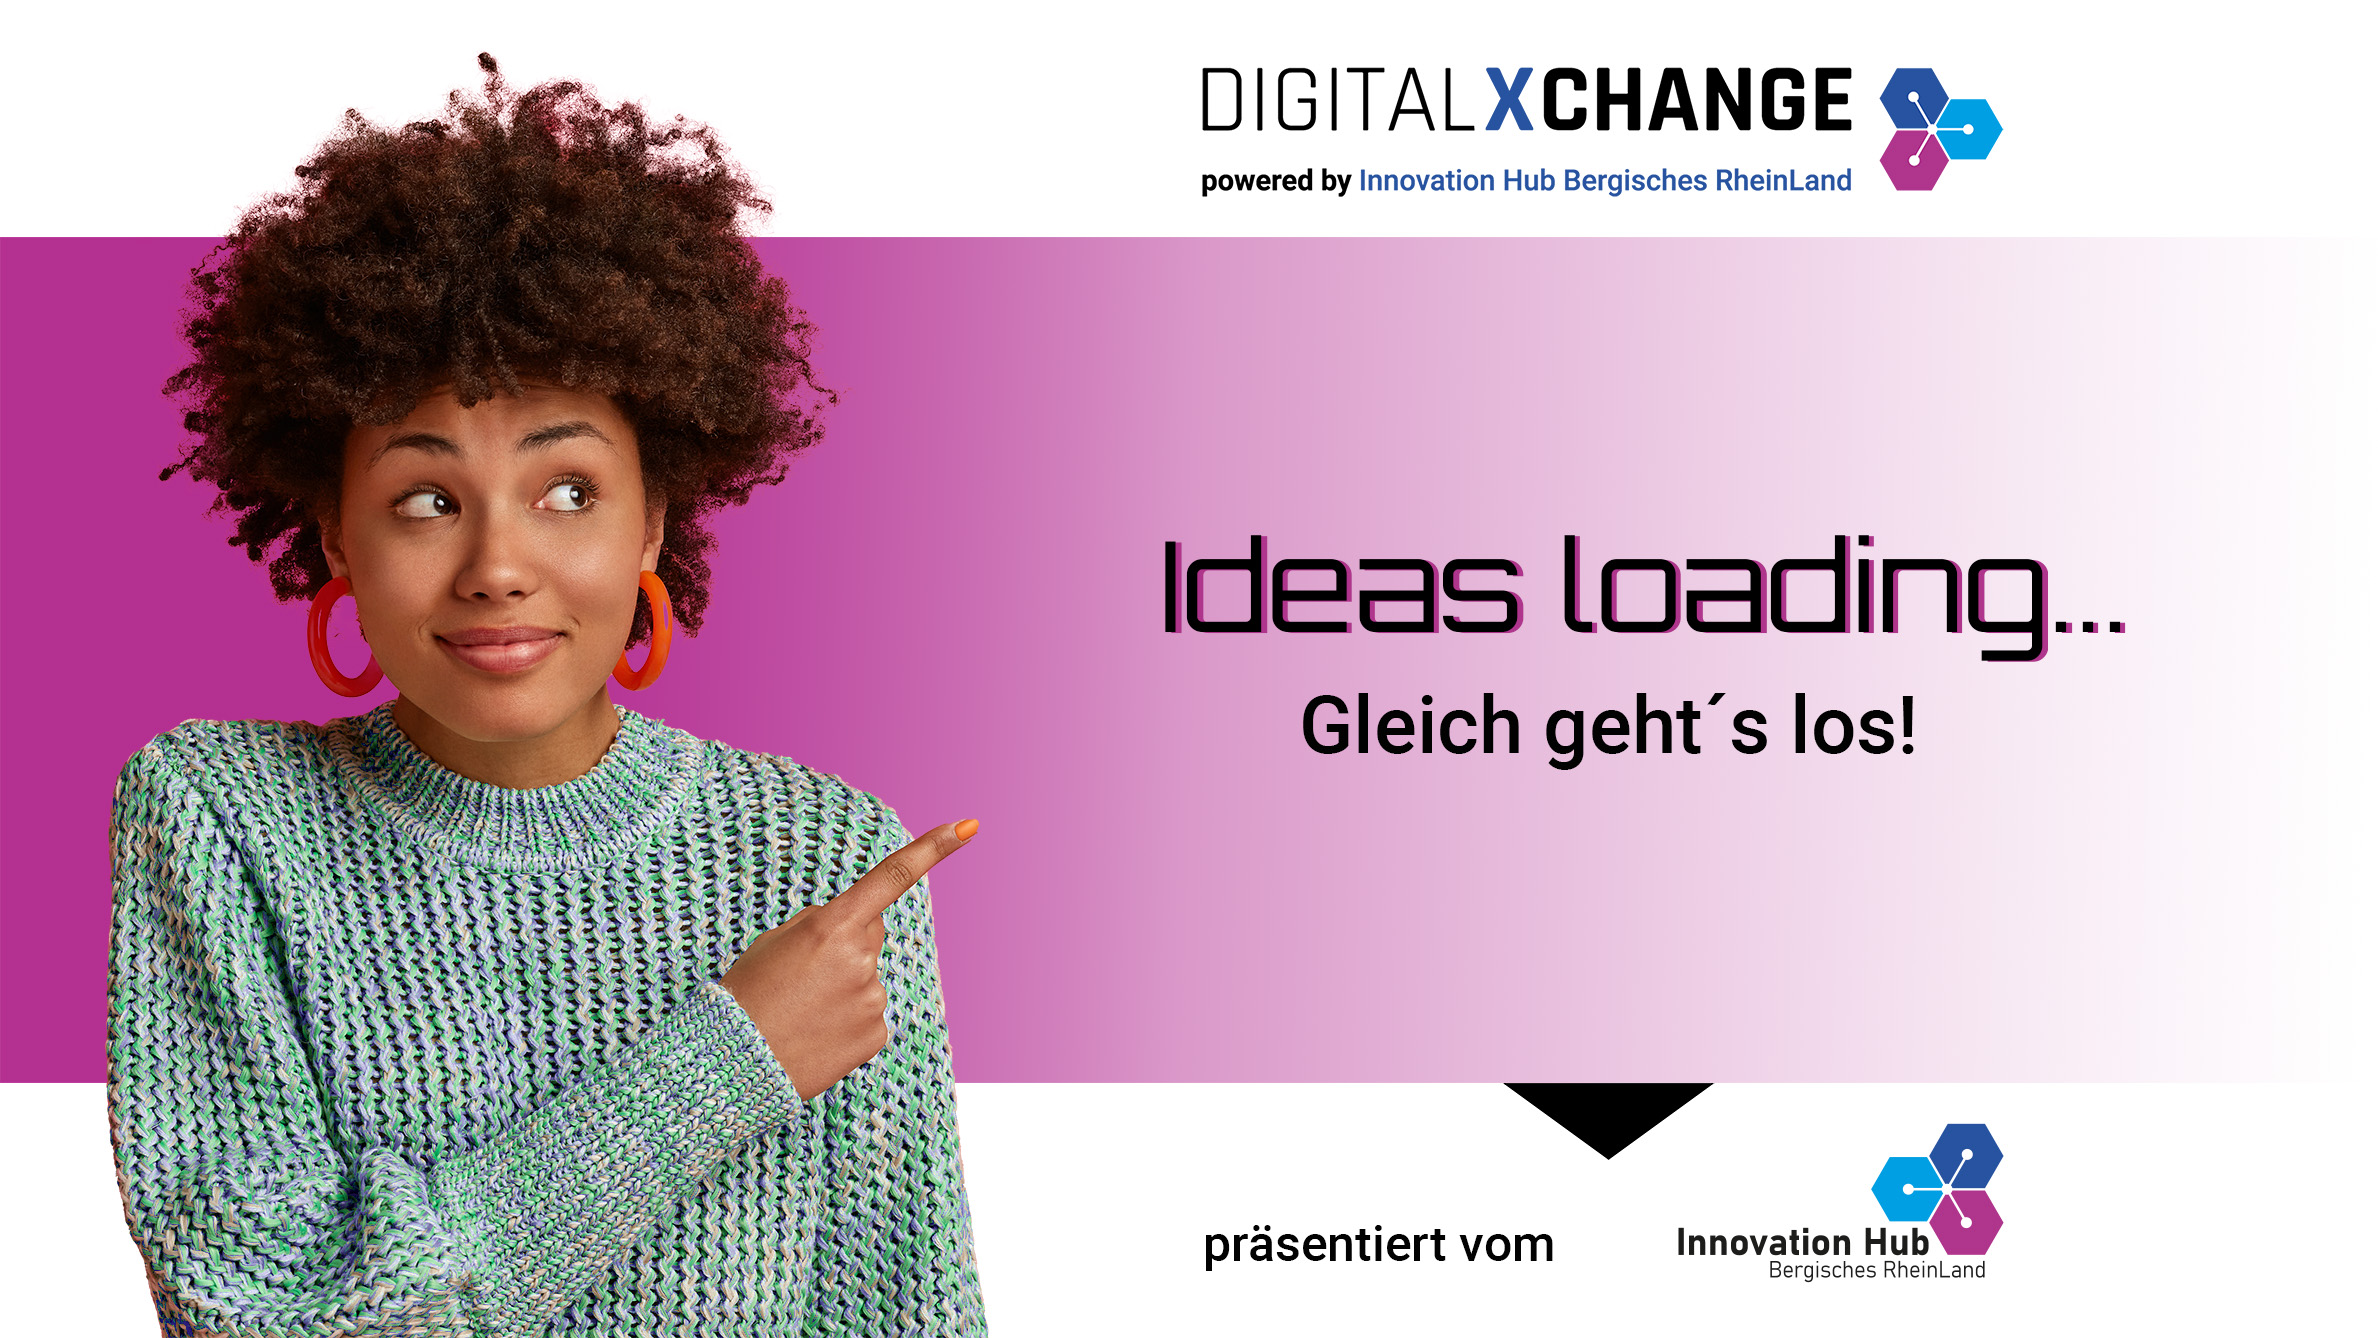 DIGITALXCHANGE
powered by Innovation Hub Bergisches RheinLand
Ideas loading...
Gleich geht´s los!
präsentiert vom
Innovation Hub
Bergisches RheinLand